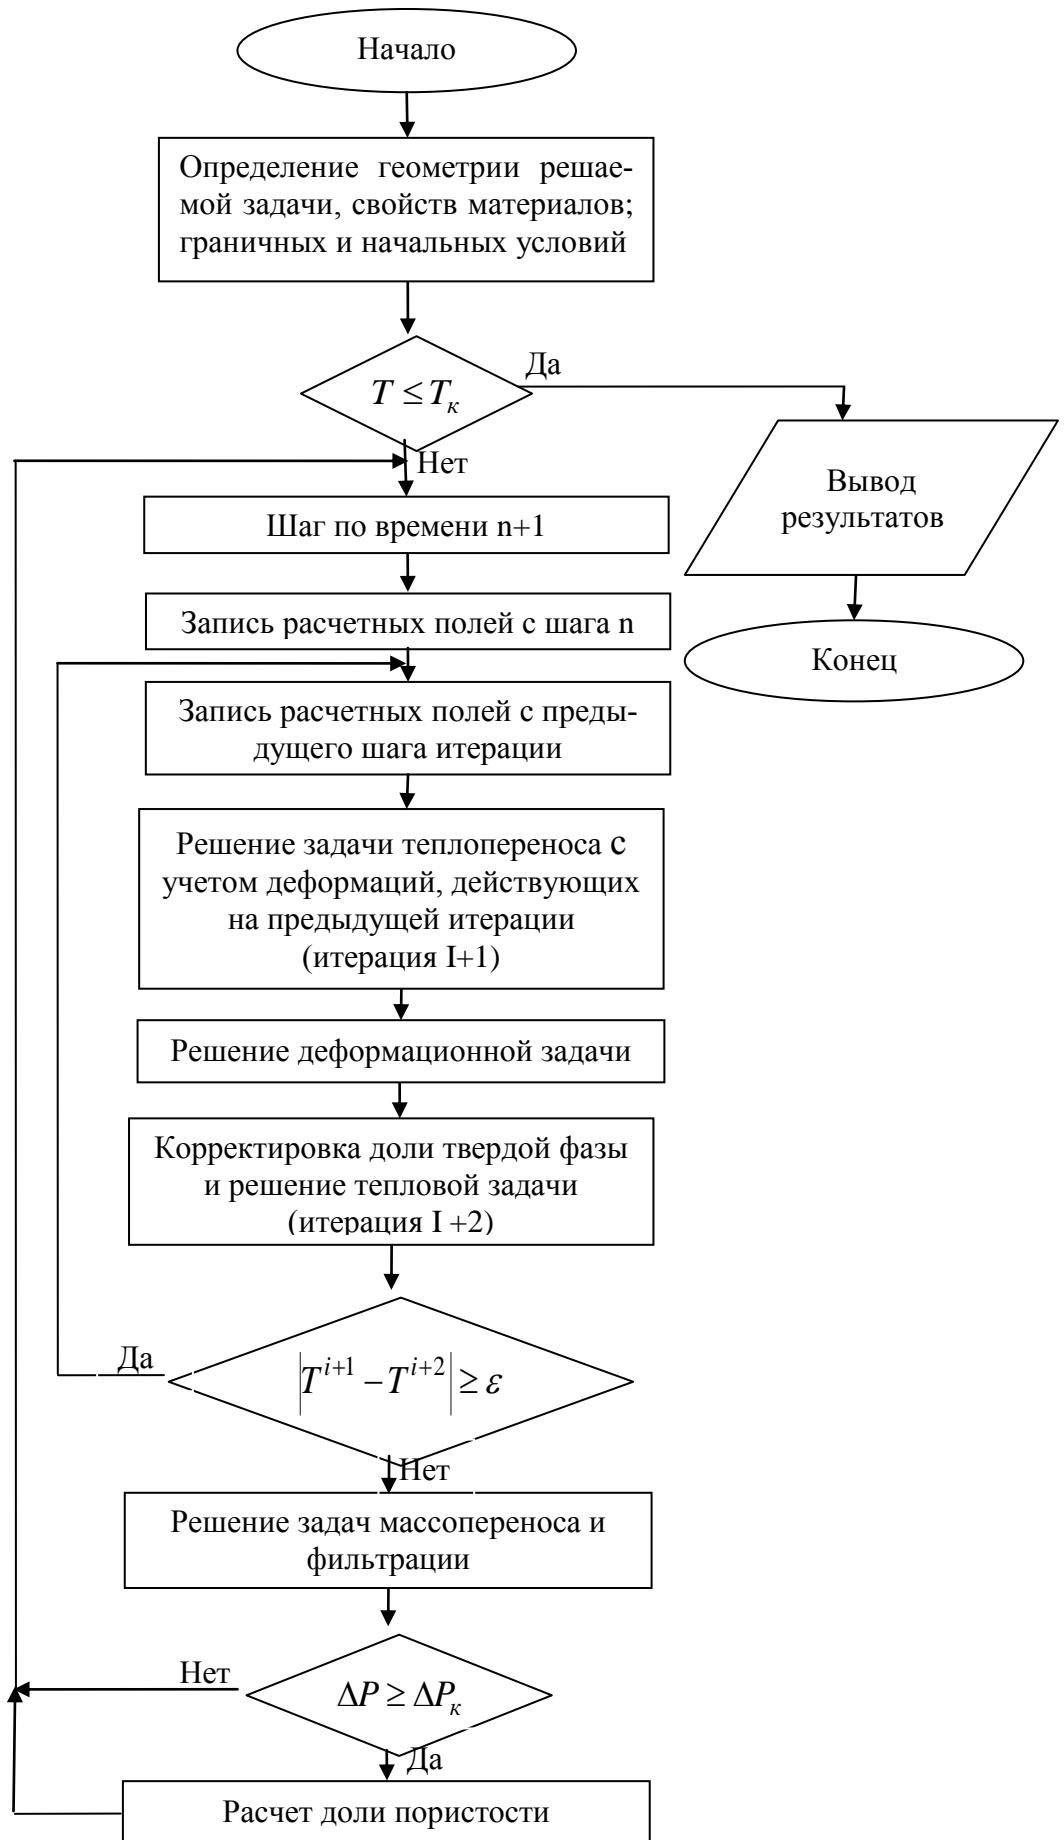 Начало
Определение геометрии решае-
мой задачи, свойств материалов;
граничных и начальных условий
Да
T ≤ Tк
Нет
Вывод
результатов
Шаг по времени n+1
Запись расчетных полей с шага n
Конец
Запись расчетных полей с преды-
дущего шага итерации
Решение задачи теплопереноса с
учетом деформаций, действующих
на предыдущей итерации
(итерация I+1)
Решение деформационной задачи
Корректировка доли твердой фазы
и решение тепловой задачи
(итерация I +2)
Да
|T^{i+1} − T^{i+2}| ≥ ε
Нет
Решение задач массопереноса и
фильтрации
Нет
ΔP ≥ ΔPк
Да
Расчет доли пористости